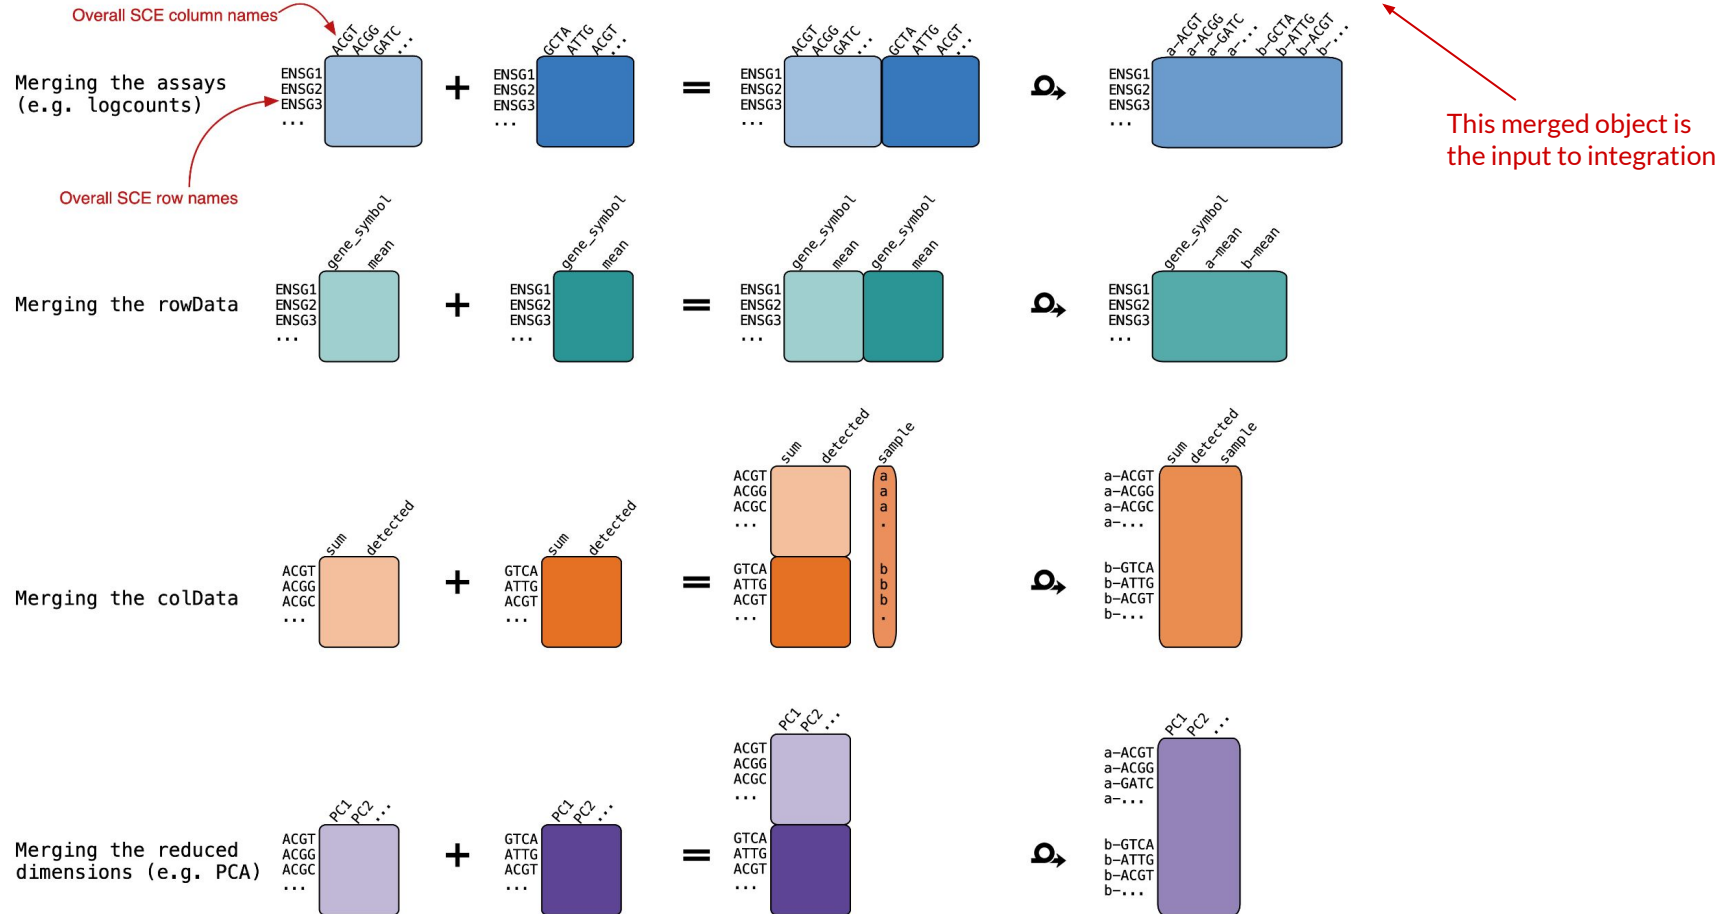 Overall SCE column names
ACGT ACGG GATC ...
GCTA ATTG ACGT ...
ACGT ACGG GATC ... GCTA ATTG ACGT ...
a-ACGT a-ACGG a-GATC a-... b-GCTA b-ATTG b-ACGT b-...
Merging the assays
(e.g. logcounts)
ENSG1
ENSG2
ENSG3
...
+
ENSG1
ENSG2
ENSG3
...
=
ENSG1
ENSG2
ENSG3
...
ENSG1
ENSG2
ENSG3
...
This merged object is
the input to integration
Overall SCE row names
gene_symbol mean
gene_symbol mean
gene_symbol mean gene_symbol mean
gene_symbol a-mean b-mean
Merging the rowData
ENSG1
ENSG2
ENSG3
...
+
ENSG1
ENSG2
ENSG3
...
=
ENSG1
ENSG2
ENSG3
...
ENSG1
ENSG2
ENSG3
...
Merging the colData
sum detected
ACGT
ACGG
ACGC
...
+
sum detected
GTCA
ATTG
ACGT
...
=
sum detected sample
ACGT a
ACGG a
ACGC a
... .
GTCA b
ATTG b
ACGT b
... .
sum detected sample
a-ACGT
a-ACGG
a-ACGC
a-...
b-GTCA
b-ATTG
b-ACGT
b-...
Merging the reduced
dimensions (e.g. PCA)
PC1 PC2 ...
ACGT
ACGG
ACGC
...
+
PC1 PC2 ...
GTCA
ATTG
ACGT
...
=
PC1 PC2 ...
ACGT
ACGG
ACGC
...
GTCA
ATTG
ACGT
...
PC1 PC2 ...
a-ACGT
a-ACGG
a-GATC
a-...
b-GCTA
b-ATTG
b-ACGT
b-...